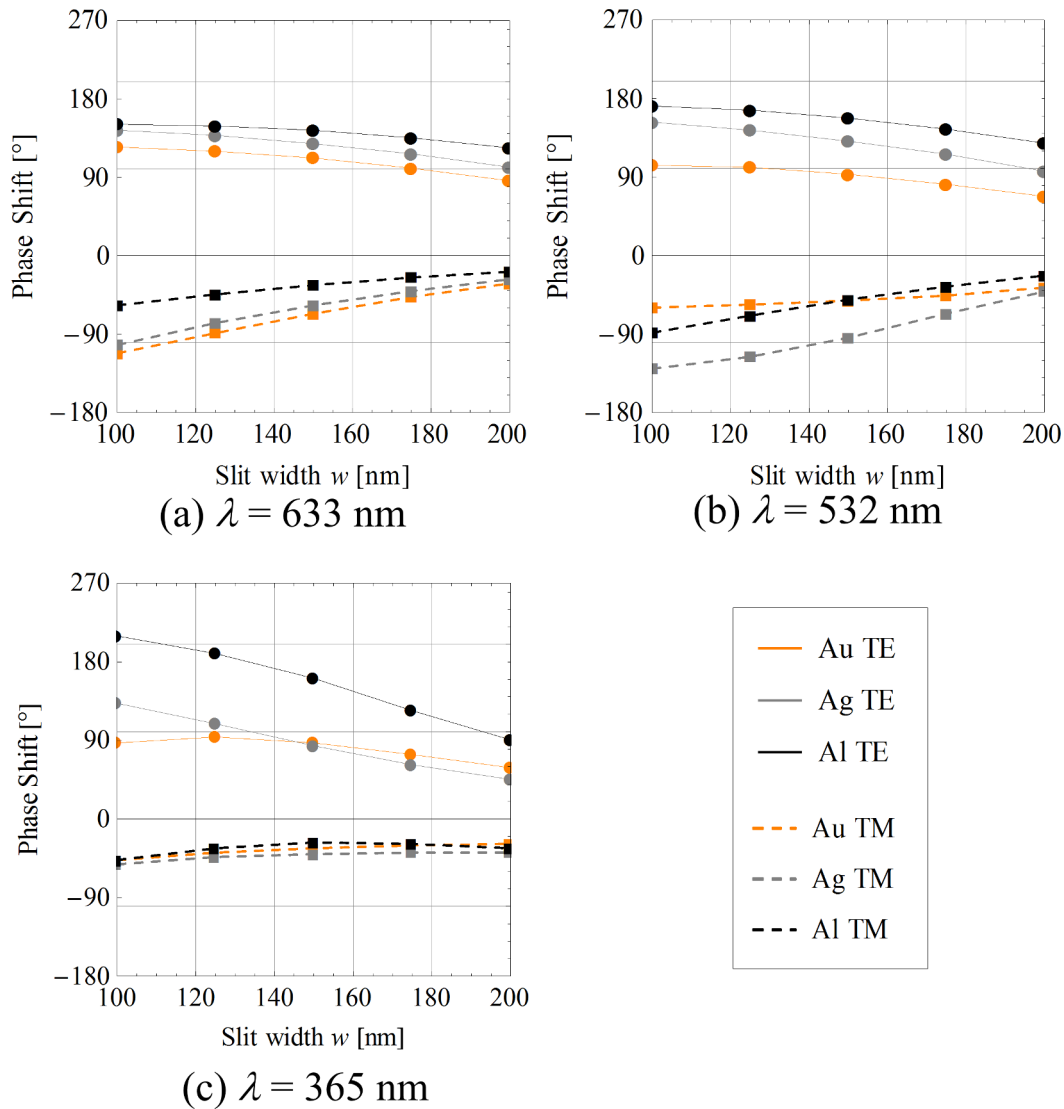 270
180
90
0
−90
−180
Phase Shift [°]
100 120 140 160 180 200
Slit width w [nm]
(a) λ = 633 nm
270
180
90
0
−90
−180
Phase Shift [°]
100 120 140 160 180 200
Slit width w [nm]
(b) λ = 532 nm
270
180
90
0
−90
−180
Phase Shift [°]
100 120 140 160 180 200
Slit width w [nm]
(c) λ = 365 nm
Au TE
Ag TE
Al TE
Au TM
Ag TM
Al TM